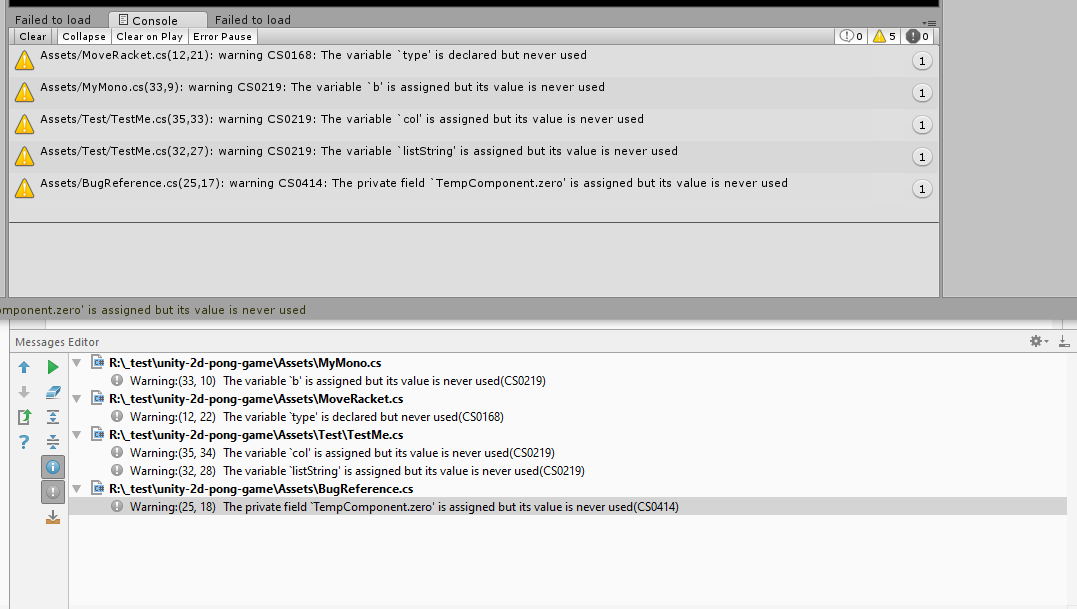 Failed to load Console Failed to load
Clear Collapse Clear on Play Error Pause 0 5 0
Assets/MoveRacket.cs(12,21): warning CS0168: The variable `type' is declared but never used 1
Assets/MyMono.cs(33,9): warning CS0219: The variable `b' is assigned but its value is never used 1
Assets/Test/TestMe.cs(35,33): warning CS0219: The variable `col' is assigned but its value is never used 1
Assets/Test/TestMe.cs(32,27): warning CS0219: The variable `listString' is assigned but its value is never used 1
Assets/BugReference.cs(25,17): warning CS0414: The private field `TempComponent.zero' is assigned but its value is never used 1
omponent.zero' is assigned but its value is never used
Messages Editor
R:\_test\unity-2d-pong-game\Assets\MyMono.cs
Warning:(33, 10) The variable `b' is assigned but its value is never used(CS0219)
R:\_test\unity-2d-pong-game\Assets\MoveRacket.cs
Warning:(12, 22) The variable `type' is declared but never used(CS0168)
R:\_test\unity-2d-pong-game\Assets\Test\TestMe.cs
Warning:(35, 34) The variable `col' is assigned but its value is never used(CS0219)
Warning:(32, 28) The variable `listString' is assigned but its value is never used(CS0219)
R:\_test\unity-2d-pong-game\Assets\BugReference.cs
Warning:(25, 18) The private field `TempComponent.zero' is assigned but its value is never used(CS0414)